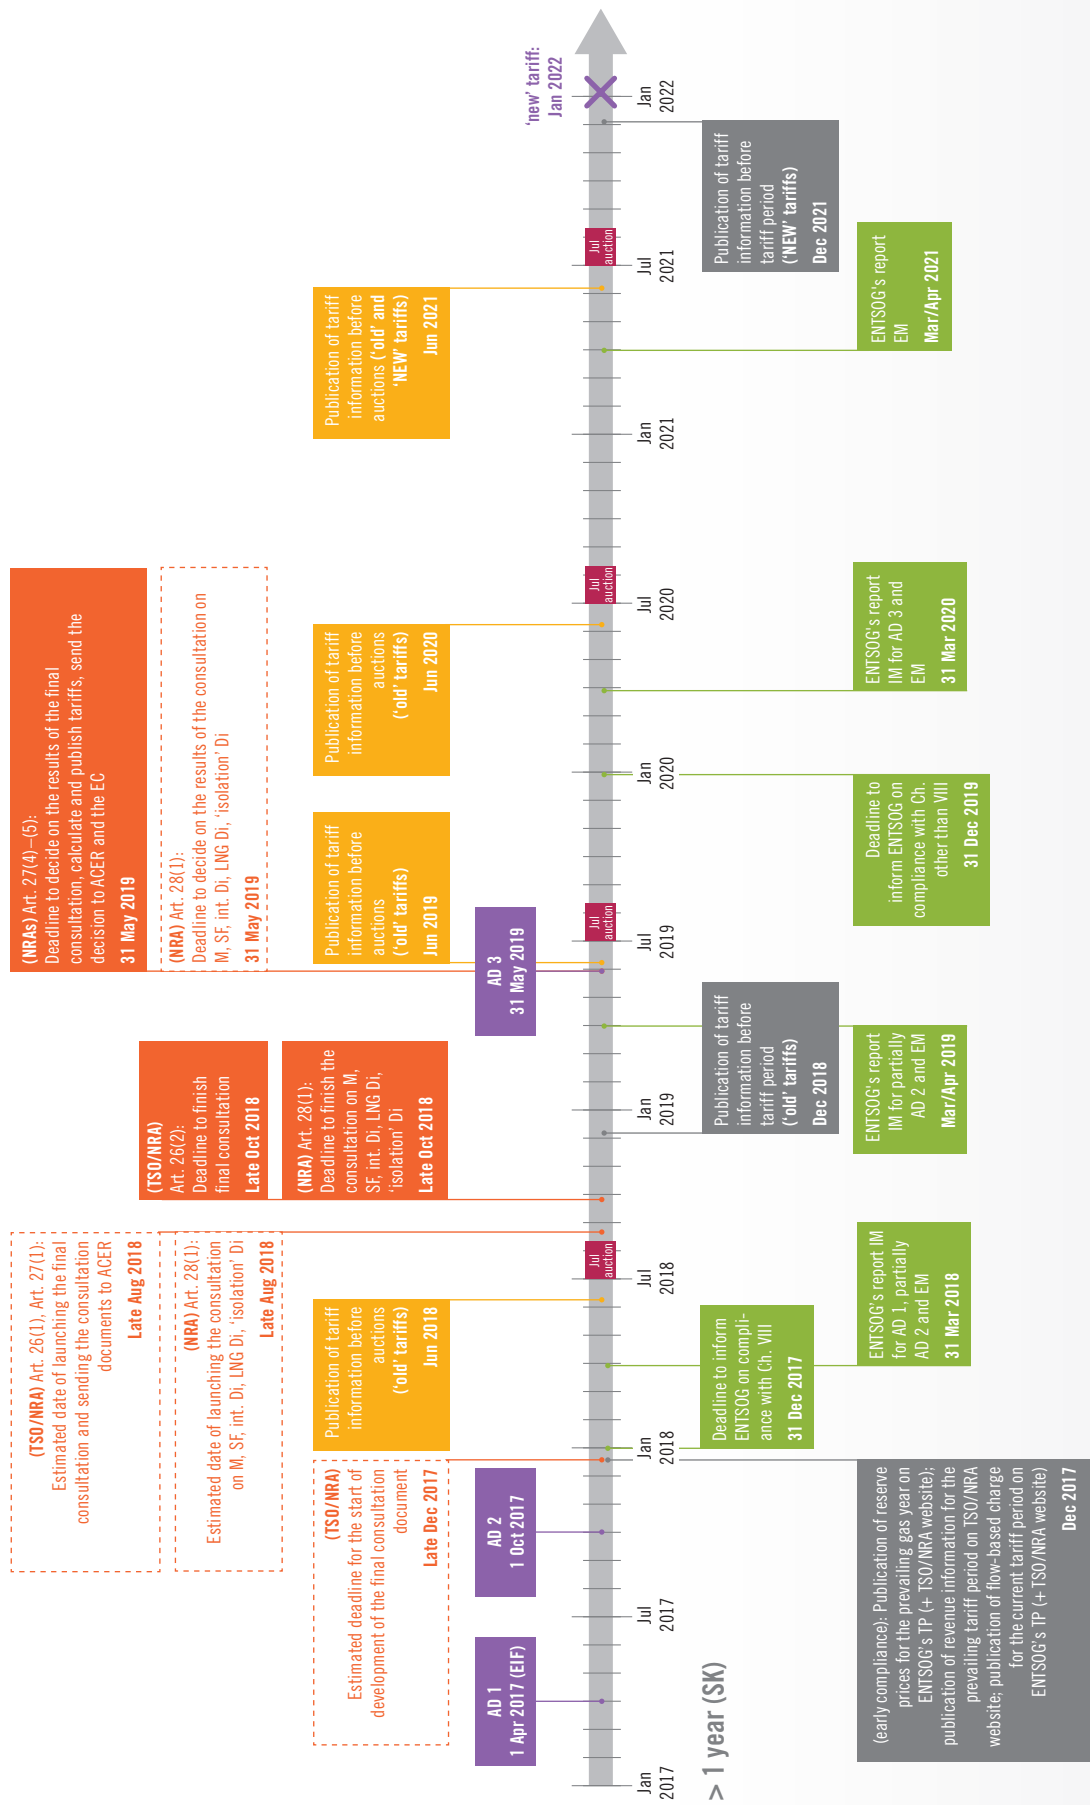 (TSO/NRA) Art. 26(1), Art. 27(1):
Estimated date of launching the final
consultation and sending the consultation
documents to ACER
Late Aug 2018
(NRA) Art. 28(1):
Estimated date of launching the consultation
on M, SF, int. Di, LNG Di, ‘isolation’ Di
Late Aug 2018
(TSO/NRA)
Art. 26(2):
Deadline to finish
final consultation
Late Oct 2018
(NRA) Art. 28(1):
Deadline to finish the
consultation on M,
SF, int. Di, LNG Di,
‘isolation’ Di
Late Oct 2018
(NRAs) Art. 27(4)–(5):
Deadline to decide on the results of the final
consultation, calculate and publish tariffs, send the
decision to ACER and the EC
31 May 2019
(NRA) Art. 28(1):
Deadline to decide on the results of the consultation on
M, SF, int. Di, LNG Di, ‘isolation’ Di
31 May 2019
(TSO/NRA)
Estimated deadline for the start of
development of the final consultation
document
Late Dec 2017
Publication of tariff
information before
auctions
(‘old’ tariffs)
Jun 2018
Publication of tariff
information before
auctions
(‘old’ tariffs)
Jun 2019
Publication of tariff
information before
auctions
(‘old’ tariffs)
Jun 2020
Publication of tariff
information before
auctions (‘old’ and
‘NEW’ tariffs)
Jun 2021
AD 1
1 Apr 2017 (EIF)
AD 2
1 Oct 2017
AD 3
31 May 2019
‘new’ tariff:
Jan 2022
Jul
auction
Jul
auction
Jul
auction
Jul
auction
Jan
2017
Jul
2017
Jan
2018
Jul
2018
Jan
2019
Jul
2019
Jan
2020
Jul
2020
Jan
2021
Jul
2021
Jan
2022
> 1 year (SK)
Deadline to inform
ENTSOG on compli-
ance with Ch. VIII
31 Dec 2017
Publication of tariff
information before
tariff period
(‘old’ tariffs)
Dec 2018
Publication of tariff
information before
tariff period
(‘NEW’ tariffs)
Dec 2021
(early compliance): Publication of reserve
prices for the prevailing gas year on
ENTSOG's TP (+ TSO/NRA website);
publication of revenue information for the
prevailing tariff period on TSO/NRA
website; publication of flow-based charge
for the current tariff period on
ENTSOG's TP (+ TSO/NRA website)
Dec 2017
ENTSOG's report IM
for AD 1, partially
AD 2 and EM
31 Mar 2018
ENTSOG's report
IM for partially
AD 2 and EM
Mar/Apr 2019
Deadline to
inform ENTSOG on
compliance with Ch.
other than VIII
31 Dec 2019
ENTSOG's report
IM for AD 3 and
EM
31 Mar 2020
ENTSOG's report
EM
Mar/Apr 2021